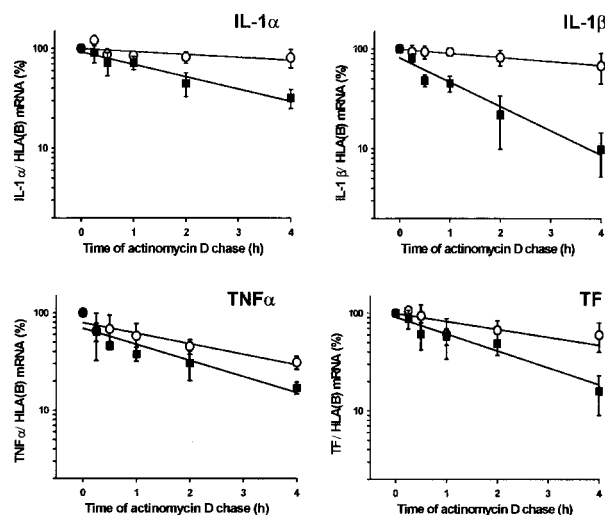 IL-1α
100
10
IL-1α/ HLA(B) mRNA (%)
0 1 2 3 4
Time of actinomycin D chase (h)
IL-1β
100
10
IL-1β/ HLA(B) mRNA (%)
0 1 2 3 4
Time of actinomycin D chase (h)
TNFα
100
10
TNFα/ HLA(B) mRNA (%)
0 1 2 3 4
Time of actinomycin D chase (h)
TF
100
10
TF/ HLA(B) mRNA (%)
0 1 2 3 4
Time of actinomycin D chase (h)